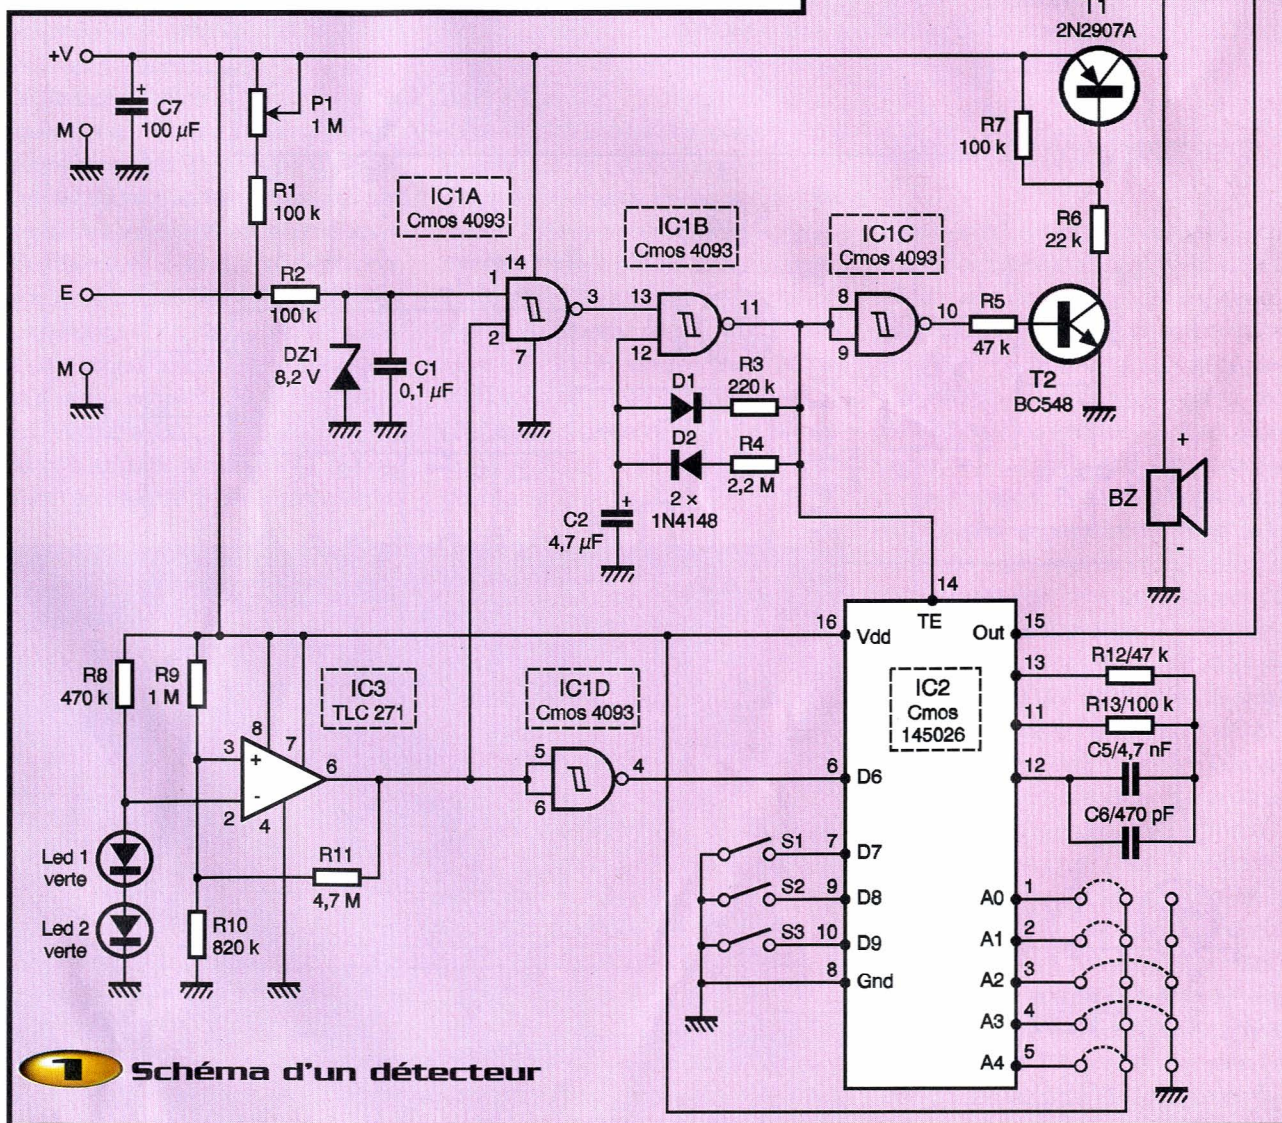 T1
2N2907A
+V
+
C7
100 µF
P1
1 M
M
R7
100 k
R1
100 k
IC1A
Cmos 4093
IC1B
Cmos 4093
IC1C
Cmos 4093
R6
22 k
14
E
R2
100 k
1
2
3
7
13
12
11
8
9
10
R5
47 k
DZ1
8,2 V
C1
0,1 µF
M
T2
BC548
D1
R3
220 k
D2
R4
2,2 M
2 ×
1N4148
+
C2
4,7 µF
+
BZ
-
14
TE
16
Vdd
Out
15
R8
470 k
R9
1 M
IC3
TLC 271
IC1D
Cmos 4093
IC2
Cmos
145026
13
R12/47 k
11
R13/100 k
C5/4,7 nF
12
C6/470 pF
8
7
3
+
6
-
2
4
5
6
4
6
D6
Led 1
verte
R11
4,7 M
S1
7
D7
S2
9
D8
S3
10
D9
8
Gnd
Led 2
verte
R10
820 k
A0
1
A1
2
A2
3
A3
4
A4
5
1 Schéma d'un détecteur